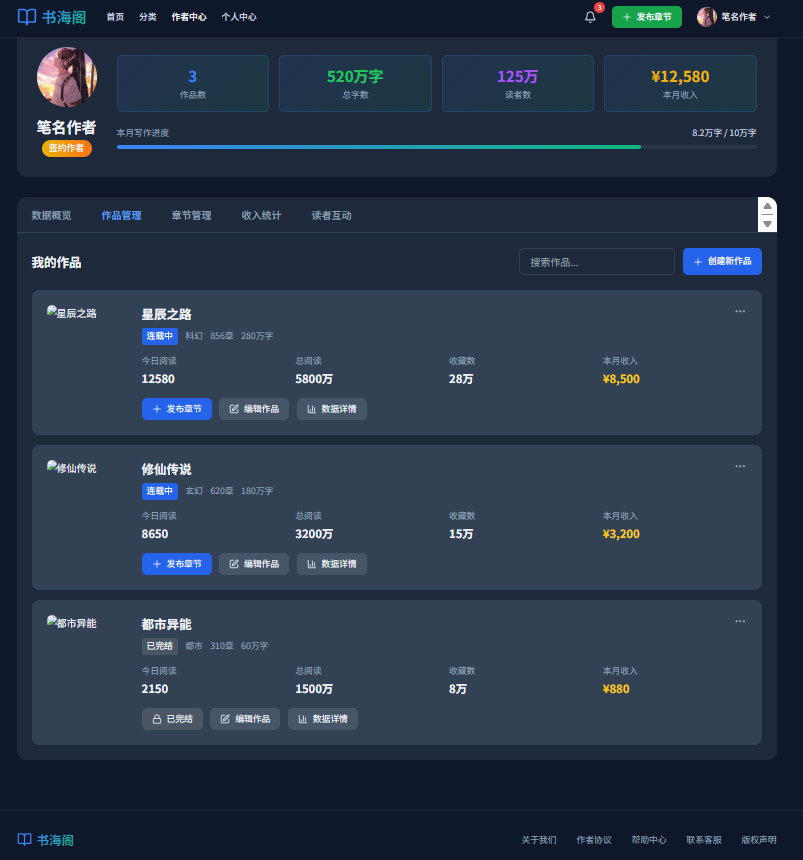 书海阁 首页 分类 作者中心 个人中心 3 发布章节 笔名作者
3 520万字 125万 ¥12,580
作品数 总字数 读者数 本月收入
笔名作者
签约作者
本月写作进度 8.2万字 / 10万字
数据概览 作品管理 章节管理 收入统计 读者互动
我的作品 搜索作品... 创建新作品
星辰之路 星辰之路
连载中 科幻 856章 280万字
今日阅读 总阅读 收藏数 本月收入
12580 5800万 28万 ¥8,500
发布章节 编辑作品 数据详情
修仙传说 修仙传说
连载中 玄幻 620章 180万字
今日阅读 总阅读 收藏数 本月收入
8650 3200万 15万 ¥3,200
发布章节 编辑作品 数据详情
都市异能 都市异能
已完结 都市 310章 60万字
今日阅读 总阅读 收藏数 本月收入
2150 1500万 8万 ¥880
已完结 编辑作品 数据详情
书海阁 关于我们 作者协议 帮助中心 联系客服 版权声明